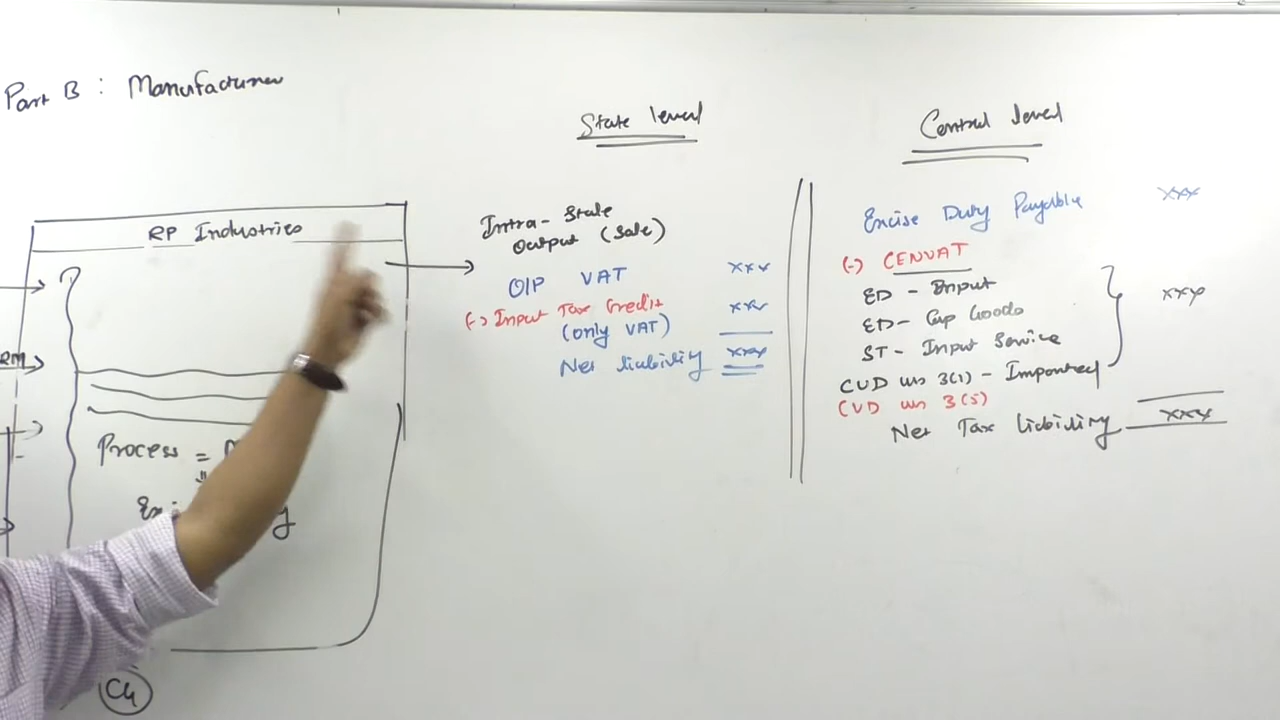 Part B : Manufacturer
State level
Central level
RP Industries
Intra-State
Output (Sale)
O/P VAT xxx
(-) Input Tax Credit xxx
(only VAT)
Net liability xxx
Excise Duty Payable xxx
(-) CENVAT
ED - Input
ED - Cap Goods xxx
ST - Input Service
CVD u/s 3(1) - Imported
CVD u/s 3(5)
Net Tax liability xxx
RM
Process =